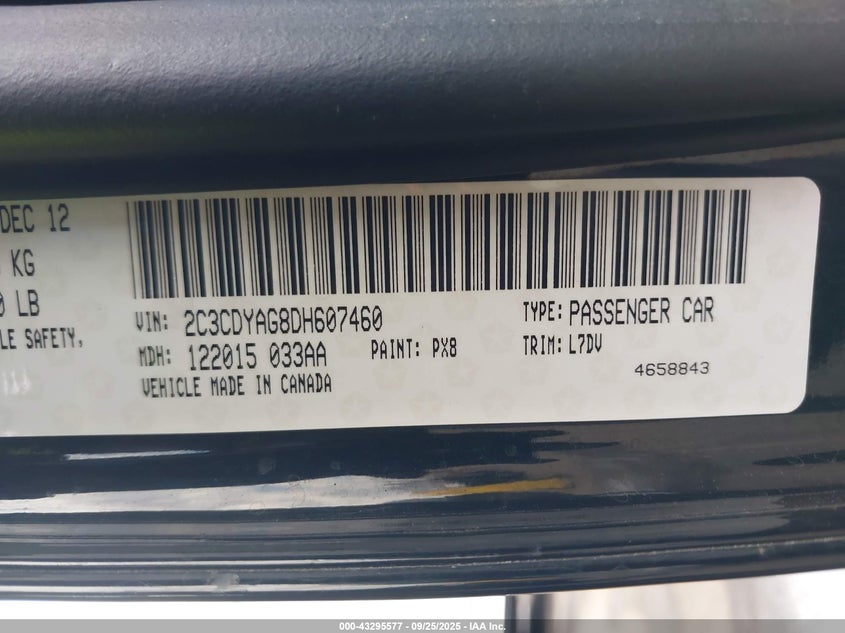 DEC 12
KG
LB
LE SAFETY,
VIN: 2C3CDYAG8DH607460 TYPE: PASSENGER CAR
MDH: 122015 033AA PAINT: PX8 TRIM: L7DV
VEHICLE MADE IN CANADA 4658843
000-43295577 - 09/25/2025 - IAA Inc.